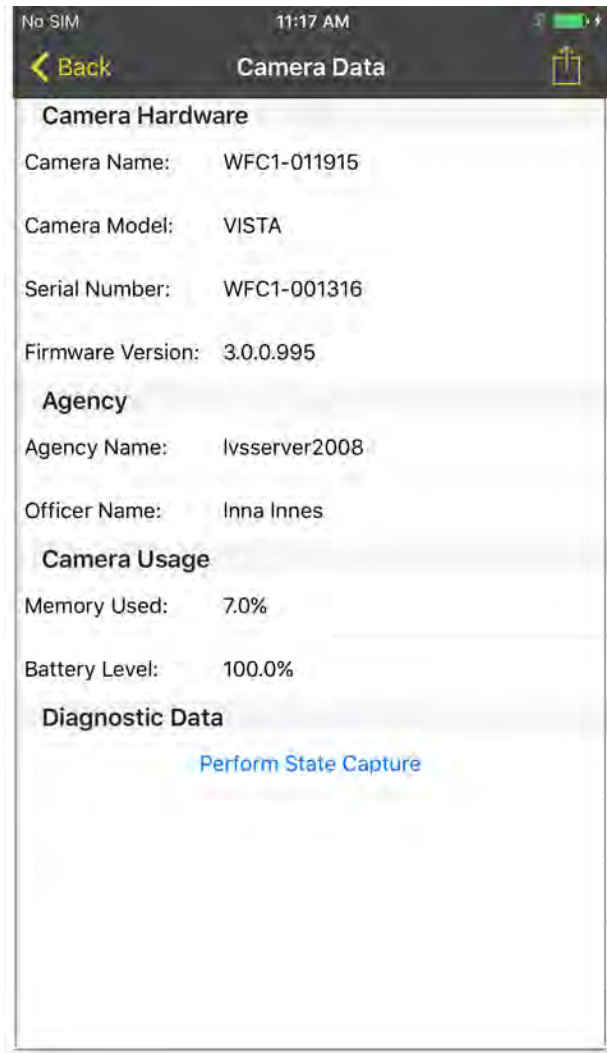 No SIM 11:17 AM
Back Camera Data
Camera Hardware
Camera Name: WFC1-011915
Camera Model: VISTA
Serial Number: WFC1-001316
Firmware Version: 3.0.0.995
Agency
Agency Name: lvsserver2008
Officer Name: Inna Innes
Camera Usage
Memory Used: 7.0%
Battery Level: 100.0%
Diagnostic Data
Perform State Capture